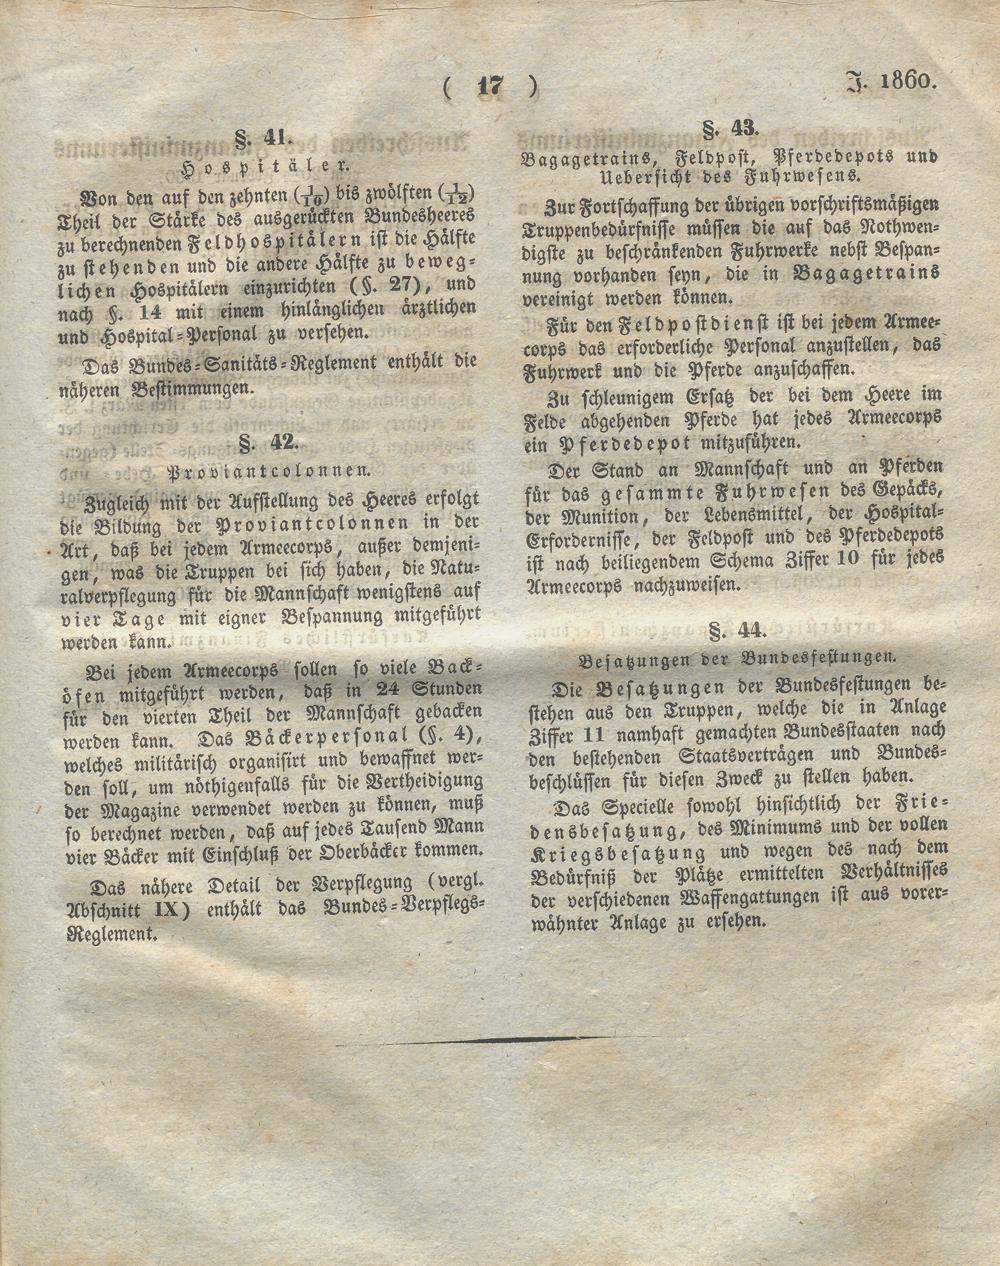 ( 17 )
J. 1860.
§. 41.
Hospitäler.
Von den auf den zehnten (1/10) bis zwölften (1/12)
Theil der Stärke des ausgerückten Bundesheeres
zu berechnenden Feldhospitälern ist die Hälfte
zu stehenden und die andere Hälfte zu beweg-
lichen Hospitälern einzurichten (§. 27), und
nach §. 14 mit einem hinlänglichen ärztlichen
und Hospital-Personal zu versehen.
Das Bundes-Sanitäts-Reglement enthält die
näheren Bestimmungen.
§. 42.
Proviantcolonnen.
Zugleich mit der Aufstellung des Heeres erfolgt
die Bildung der Proviantcolonnen in der
Art, daß bei jedem Armeecorps, außer demjeni-
gen, was die Truppen bei sich haben, die Natu-
ralverpflegung für die Mannschaft wenigstens auf
vier Tage mit eigner Bespannung mitgeführt
werden kann.
Bei jedem Armeecorps sollen so viele Back-
öfen mitgeführt werden, daß in 24 Stunden
für den vierten Theil der Mannschaft gebacken
werden kann. Das Bäckerpersonal (§. 4),
welches militärisch organisirt und bewaffnet wer-
den soll, um nöthigenfalls für die Vertheidigung
der Magazine verwendet werden zu können, muß
so berechnet werden, daß auf jedes Tausend Mann
vier Bäcker mit Einschluß der Oberbäcker kommen.
Das nähere Detail der Verpflegung (vergl.
Abschnitt IX) enthält das Bundes-Verpflegs-
Reglement.
§. 43.
Bagagetrains, Feldpost, Pferdedepots und
Uebersicht des Fuhrwesens.
Zur Fortschaffung der übrigen vorschriftsmäßigen
Truppenbedürfnisse müssen die auf das Nothwen-
digste zu beschränkenden Fuhrwerke nebst Bespan-
nung vorhanden seyn, die in Bagagetrains
vereinigt werden können.
Für den Feldpostdienst ist bei jedem Armee-
corps das erforderliche Personal anzustellen, das
Fuhrwerk und die Pferde anzuschaffen.
Zu schleunigem Ersatz der bei dem Heere im
Felde abgehenden Pferde hat jedes Armeecorps
ein Pferdedepot mitzuführen.
Der Stand an Mannschaft und an Pferden
für das gesammte Fuhrwesen des Gepäcks,
der Munition, der Lebensmittel, der Hospital-
Erfordernisse, der Feldpost und des Pferdedepots
ist nach beiliegendem Schema Ziffer 10 für jedes
Armeecorps nachzuweisen.
§. 44.
Besatzungen der Bundesfestungen.
Die Besatzungen der Bundesfestungen be-
stehen aus den Truppen, welche die in Anlage
Ziffer 11 namhaft gemachten Bundesstaaten nach
den bestehenden Staatsverträgen und Bundes-
beschlüssen für diesen Zweck zu stellen haben.
Das Specielle sowohl hinsichtlich der Frie-
densbesatzung, des Minimums und der vollen
Kriegsbesatzung und wegen des nach dem
Bedürfniß der Plätze ermittelten Verhältnisses
der verschiedenen Waffengattungen ist aus vorer-
wähnter Anlage zu ersehen.